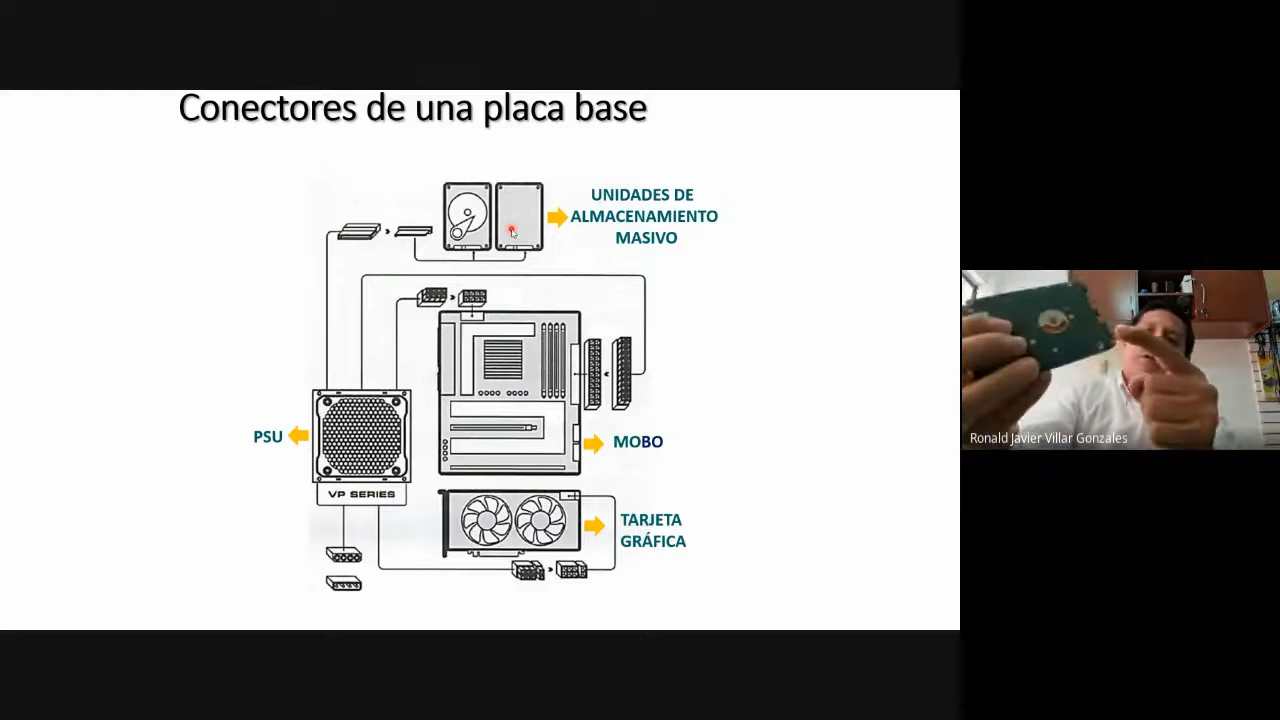 Conectores de una placa base
UNIDADES DE
ALMACENAMIENTO
MASIVO
PSU
MOBO
VP SERIES
TARJETA
GRÁFICA
Ronald Javier Villar Gonzales